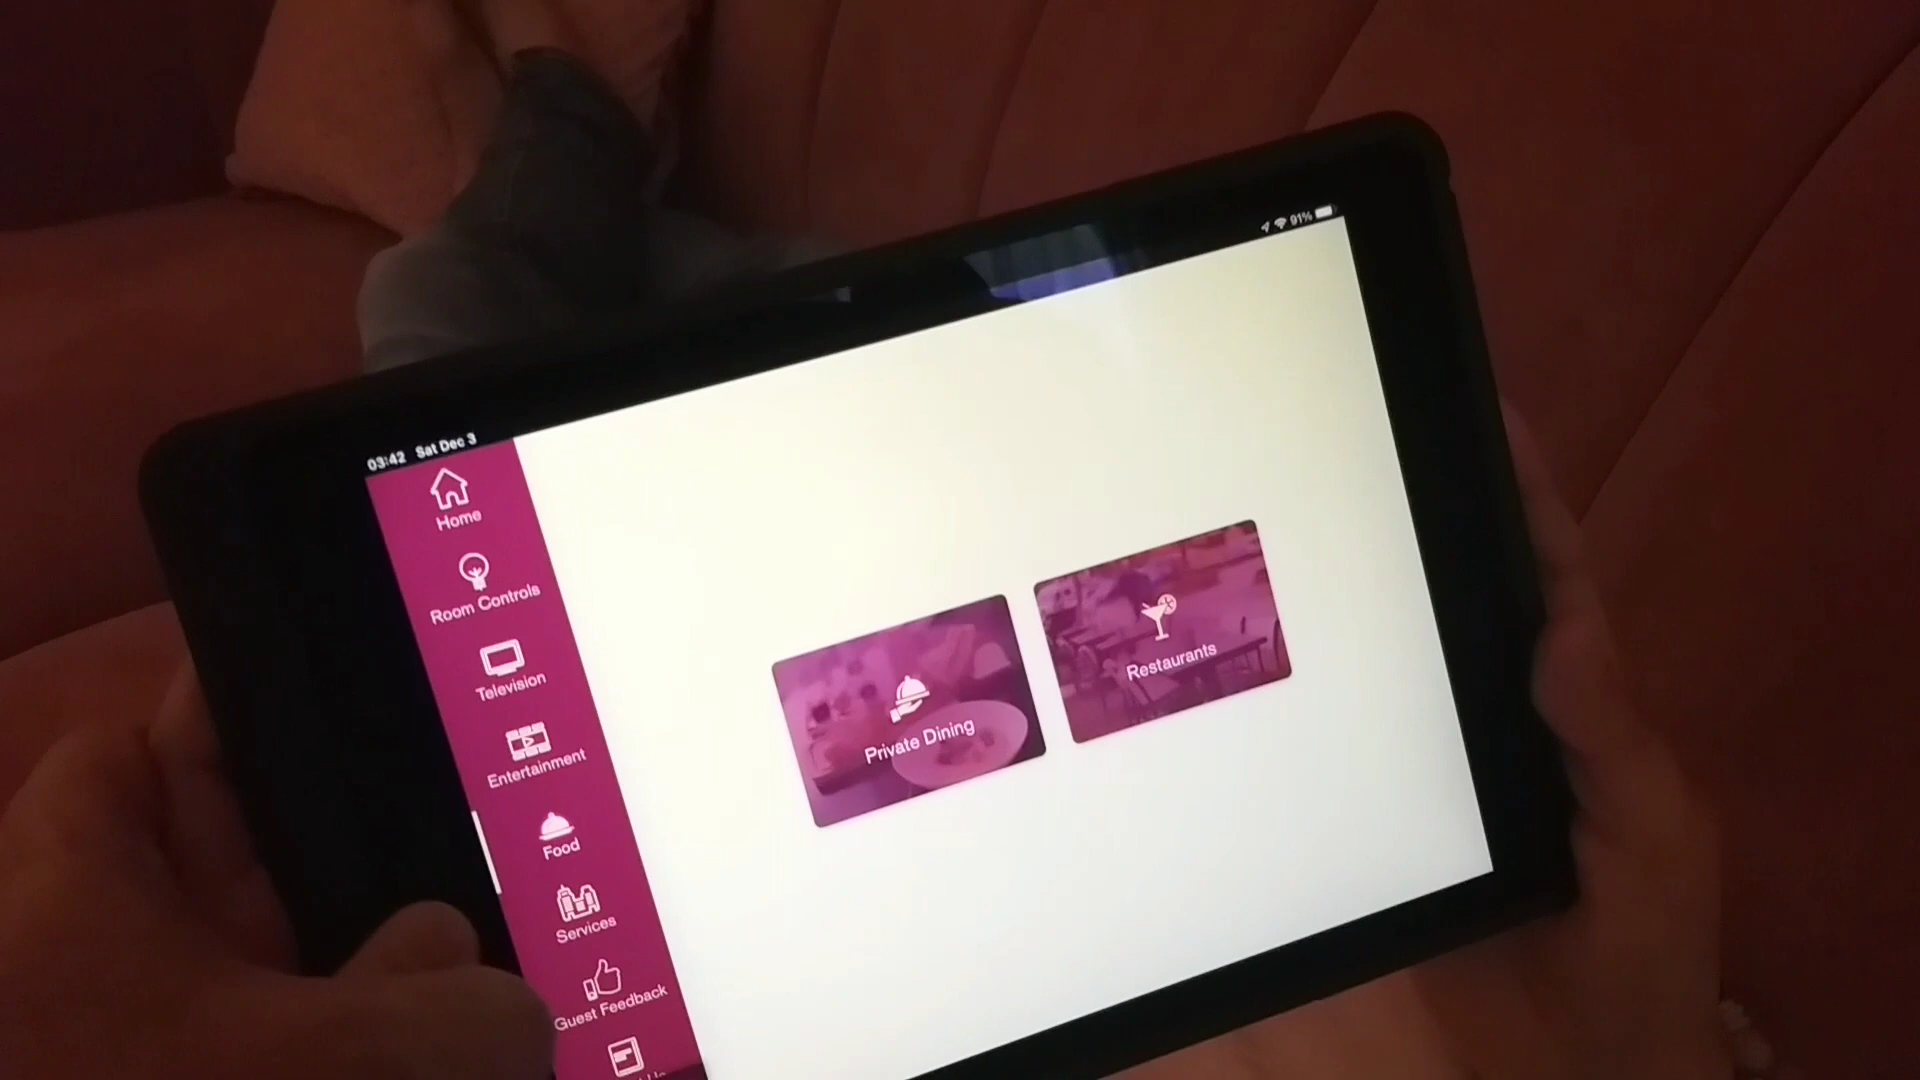 03:42 Sat Dec 3
91%
Home
Room Controls
Television
Entertainment
Food
Services
Guest Feedback
Private Dining
Restaurants